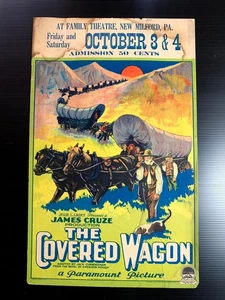 AT FAMILY THEATRE, NEW MILFORD, PA.
Friday and
Saturday
OCTOBER 3 & 4
ADMISSION 50 CENTS
JESSE L. LASKY Presents A
JAMES CRUZE
PRODUCTION
THE
COVERED WAGON
a Paramount Picture